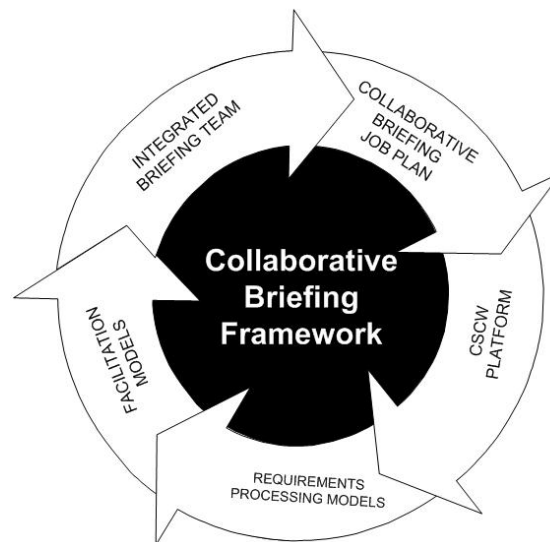 INTEGRATED
BRIEFING TEAM
COLLABORATIVE
BRIEFING
JOB PLAN
Collaborative
Briefing
Framework
CSCW
PLATFORM
REQUIREMENTS
PROCESSING MODELS
FACILITATION
MODELS